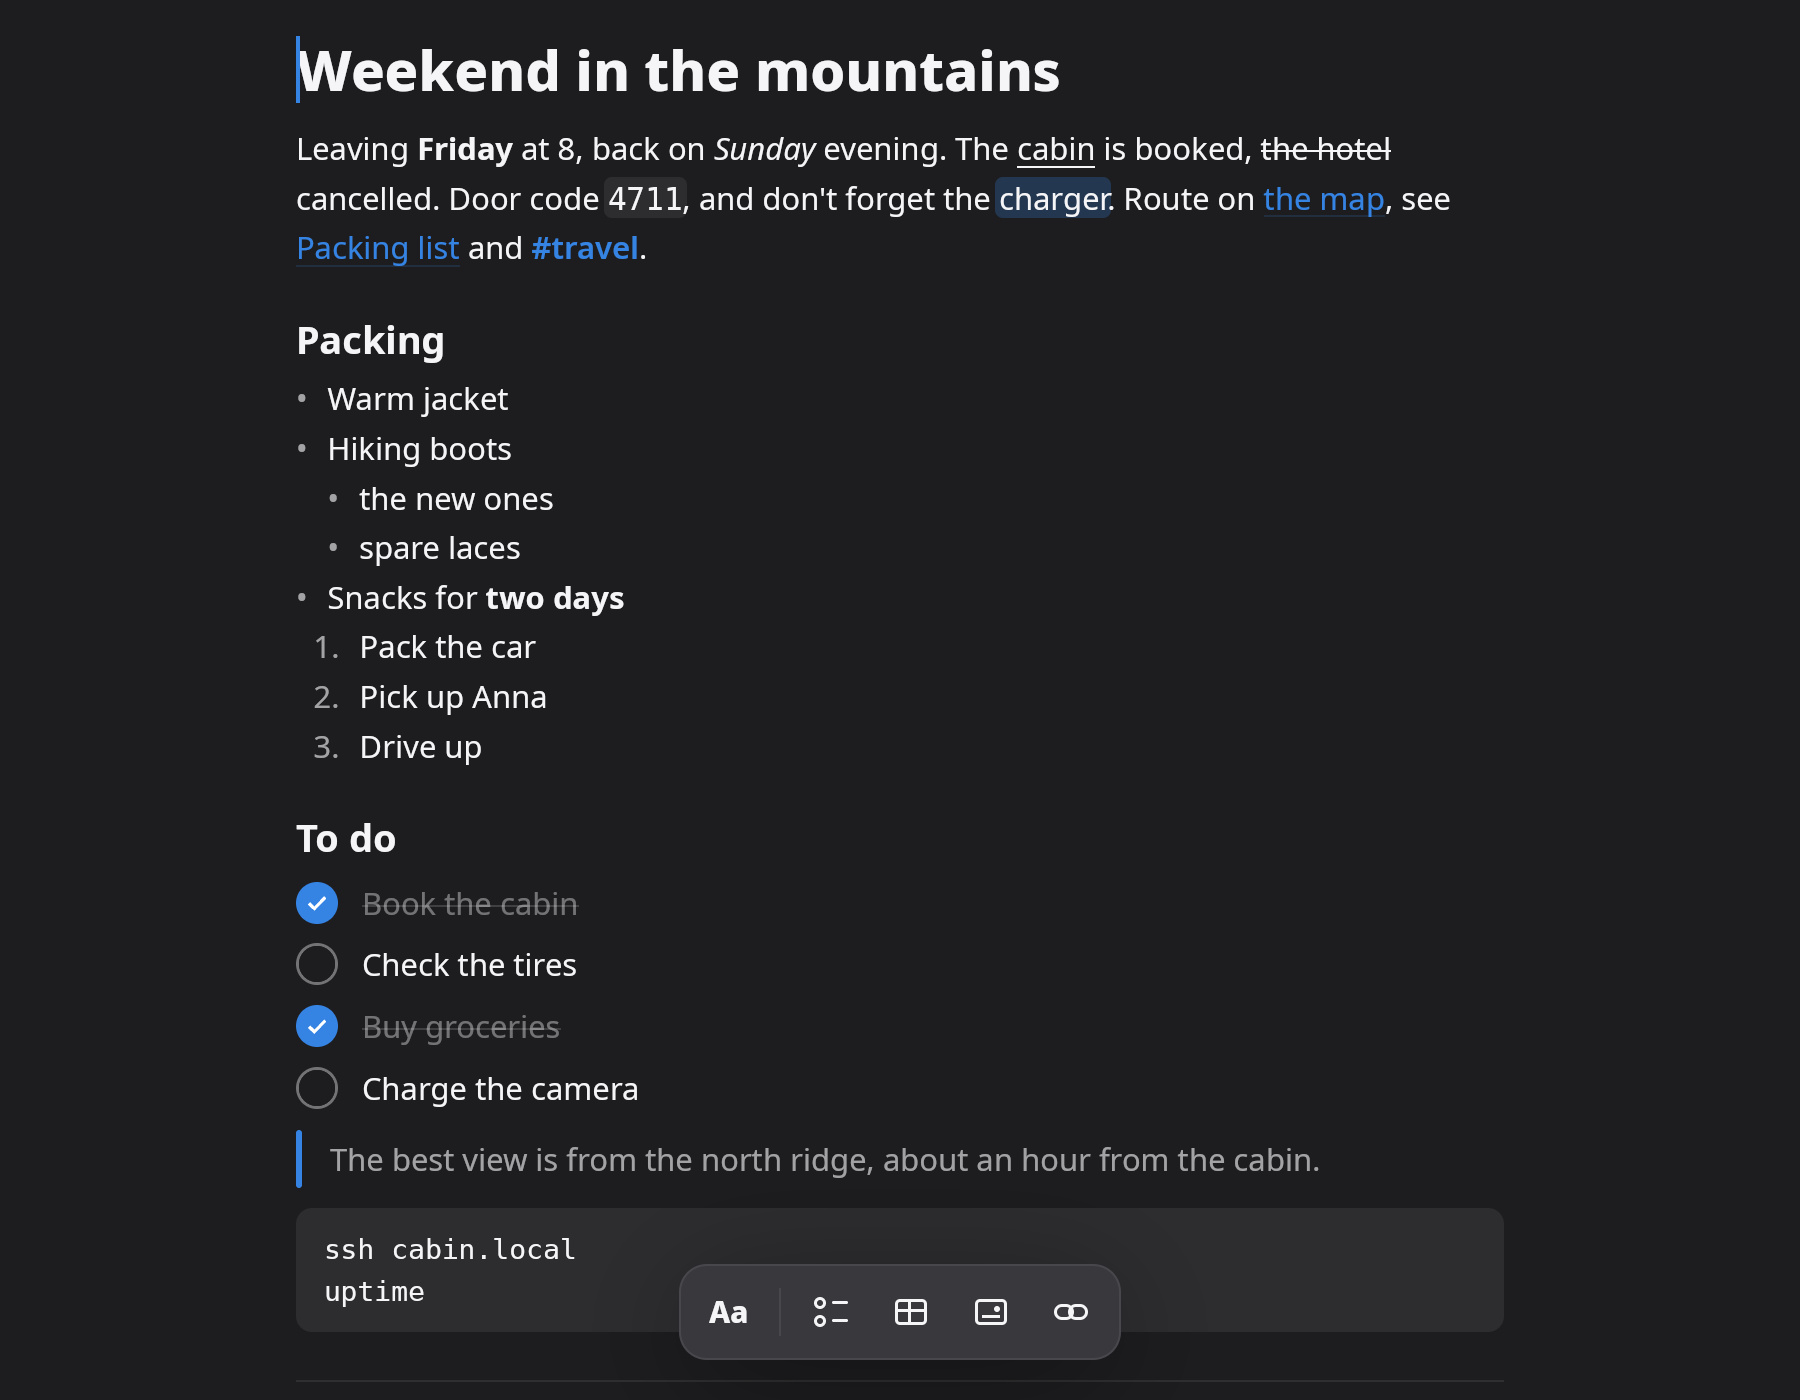 Weekend in the mountains
Leaving Friday at 8, back on Sunday evening. The cabin is booked, the hotel
cancelled. Door code 4711, and don't forget the charger. Route on the map, see
Packing list and #travel.
Packing
• Warm jacket
• Hiking boots
• the new ones
• spare laces
• Snacks for two days
1. Pack the car
2. Pick up Anna
3. Drive up
To do
Book the cabin
Check the tires
Buy groceries
Charge the camera
The best view is from the north ridge, about an hour from the cabin.
ssh cabin.local
uptime
Aa